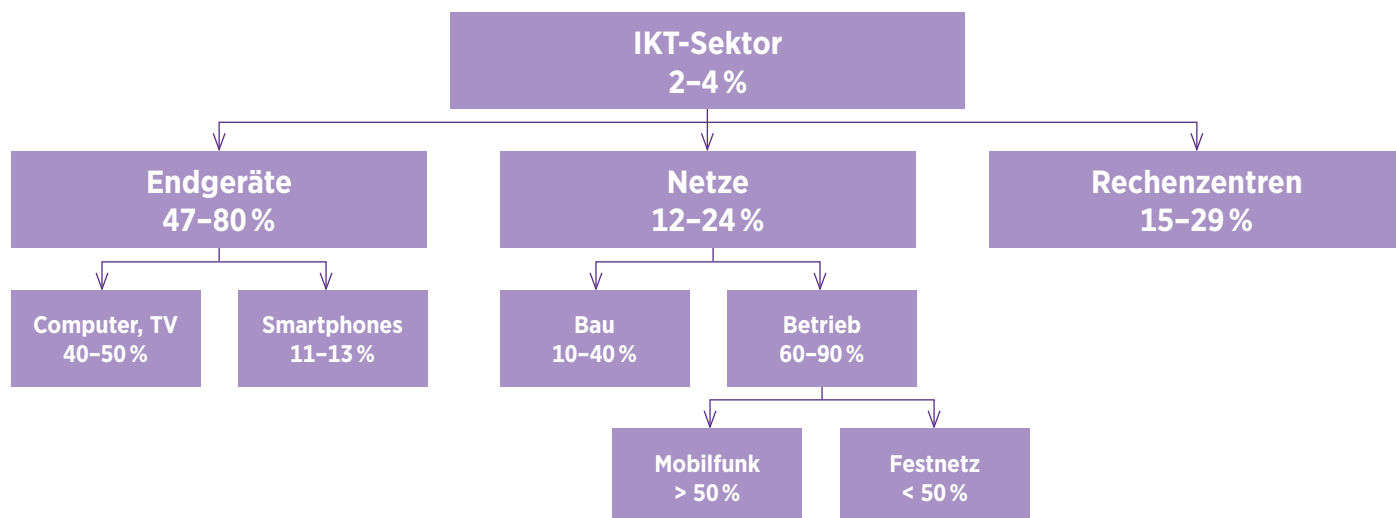 IKT-Sektor
2–4 %
Endgeräte
47–80 %
Netze
12–24 %
Rechenzentren
15–29 %
Computer, TV
40–50 %
Smartphones
11–13 %
Bau
10–40 %
Betrieb
60–90 %
Mobilfunk
> 50 %
Festnetz
< 50 %